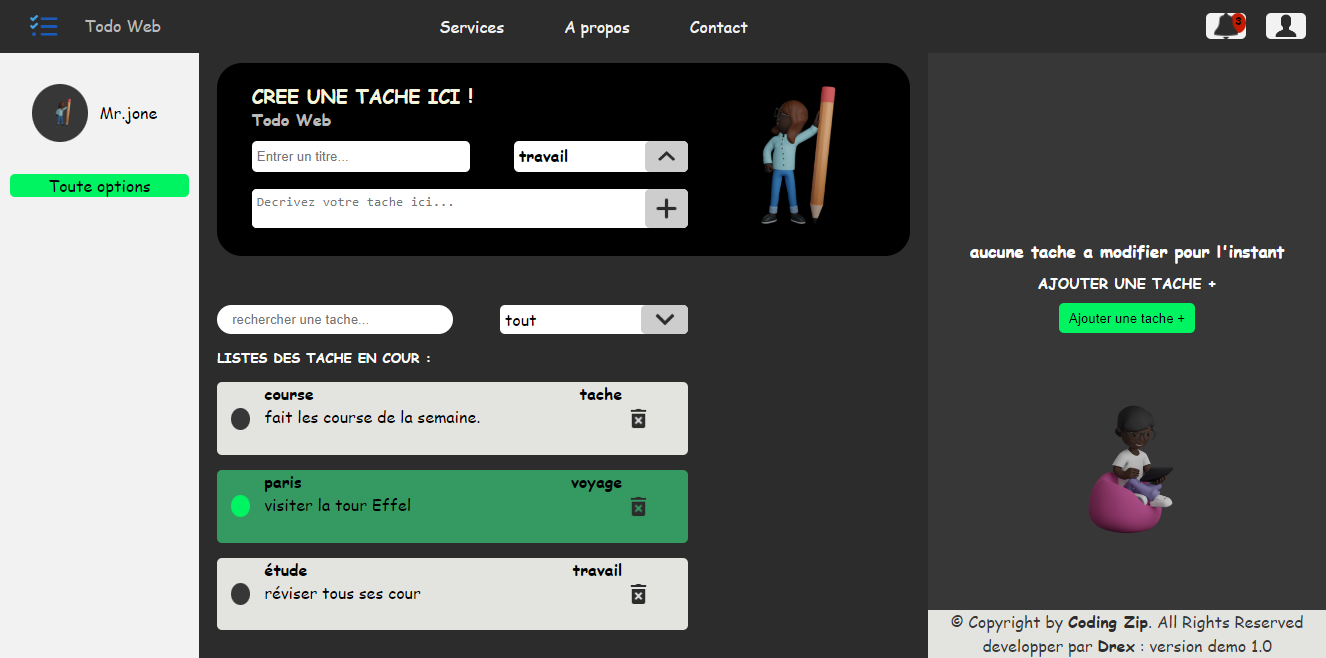 Todo Web
Services
A propos
Contact
3
Mr.jone
Toute options
CREE UNE TACHE ICI !
Todo Web
Entrer un titre...
travail
Decrivez votre tache ici...
rechercher une tache...
tout
LISTES DES TACHE EN COUR :
course
tache
fait les course de la semaine.
paris
voyage
visiter la tour Effel
étude
travail
réviser tous ses cour
aucune tache a modifier pour l'instant
AJOUTER UNE TACHE +
Ajouter une tache +
© Copyright by Coding Zip. All Rights Reserved
developper par Drex : version demo 1.0